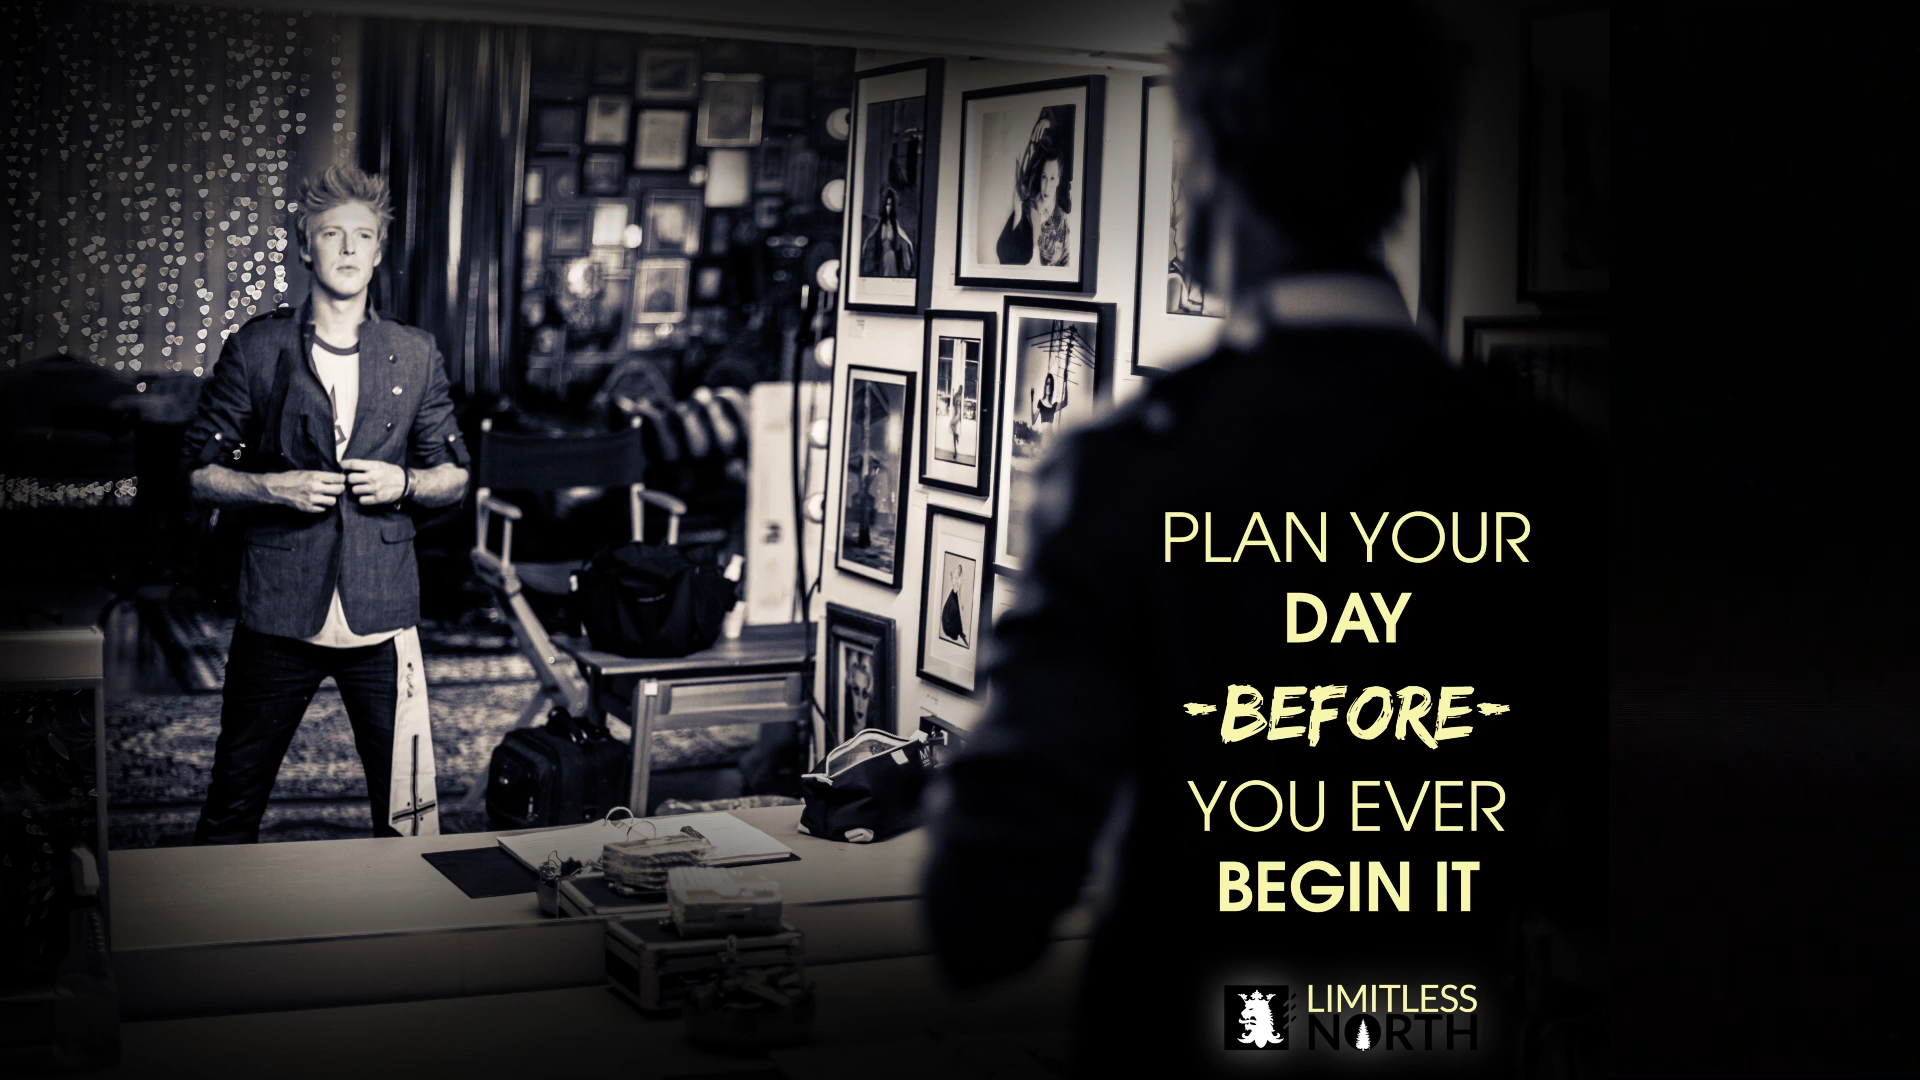 PLAN YOUR
DAY
-BEFORE-
YOU EVER
BEGIN IT
LIMITLESS
NORTH